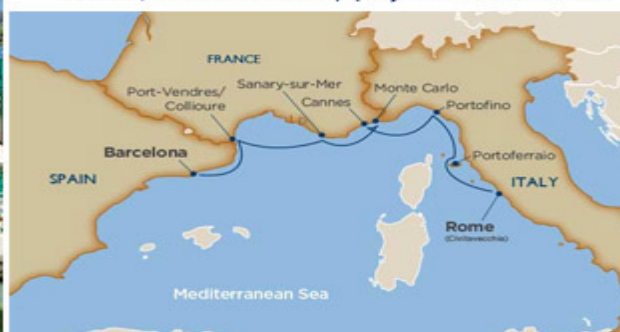 FRANCE
Sanary-sur-Mer
Port-Vendres/
Collioure
Cannes
Monte Carlo
Portofino
Barcelona
Portoferraio
SPAIN
ITALY
Rome
(Civitavecchia)
Mediterranean Sea